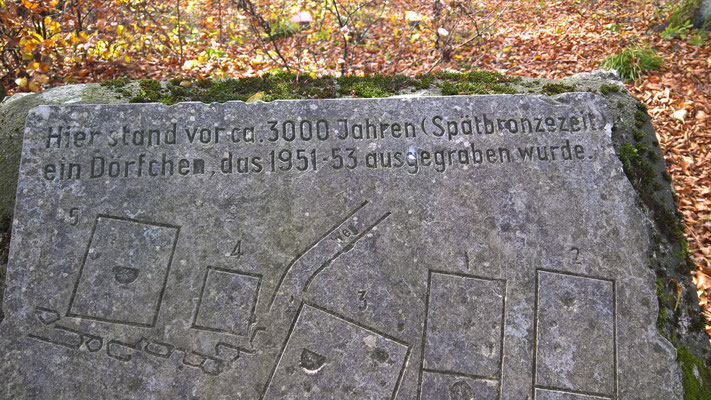 Hier stand vor ca. 3000 Jahren (Spätbronzezeit)
ein Dörfchen, das 1951-53 ausgegraben wurde.
5
4
Weg
3
1
2